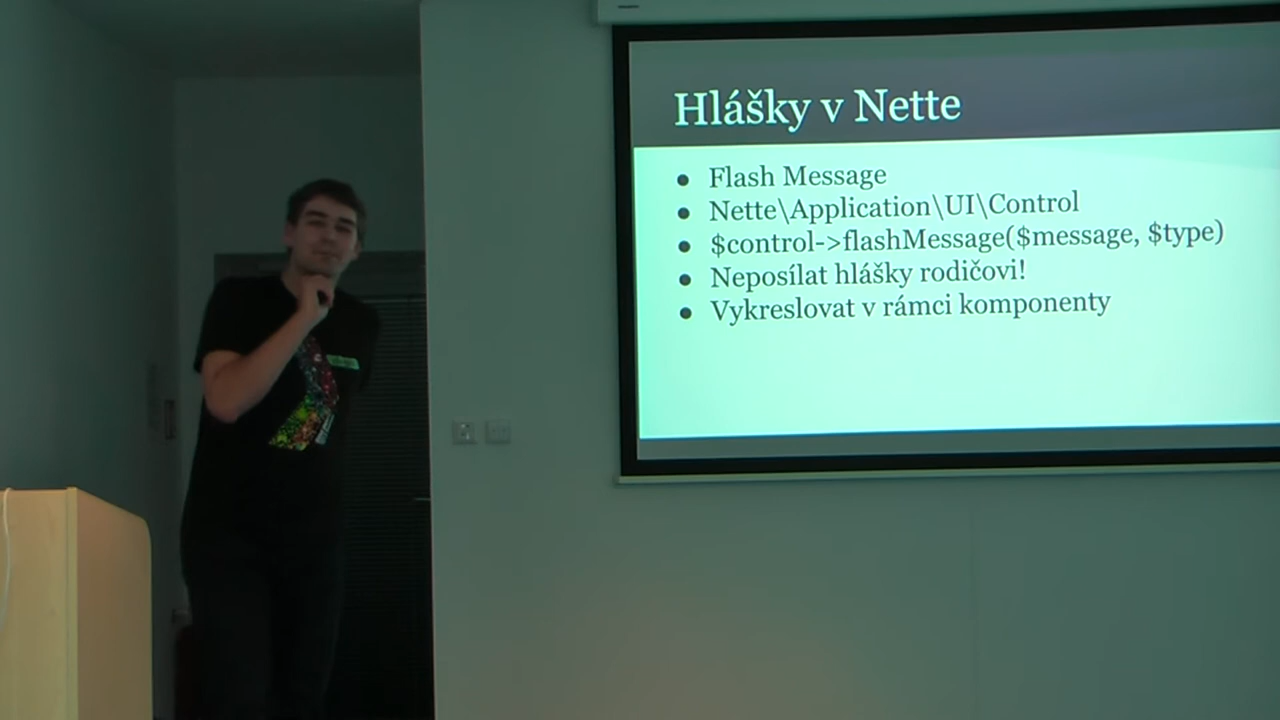 Hlášky v Nette
● Flash Message
● Nette\Application\UI\Control
● $control->flashMessage($message, $type)
● Neposílat hlášky rodičovi!
● Vykreslovat v rámci komponenty